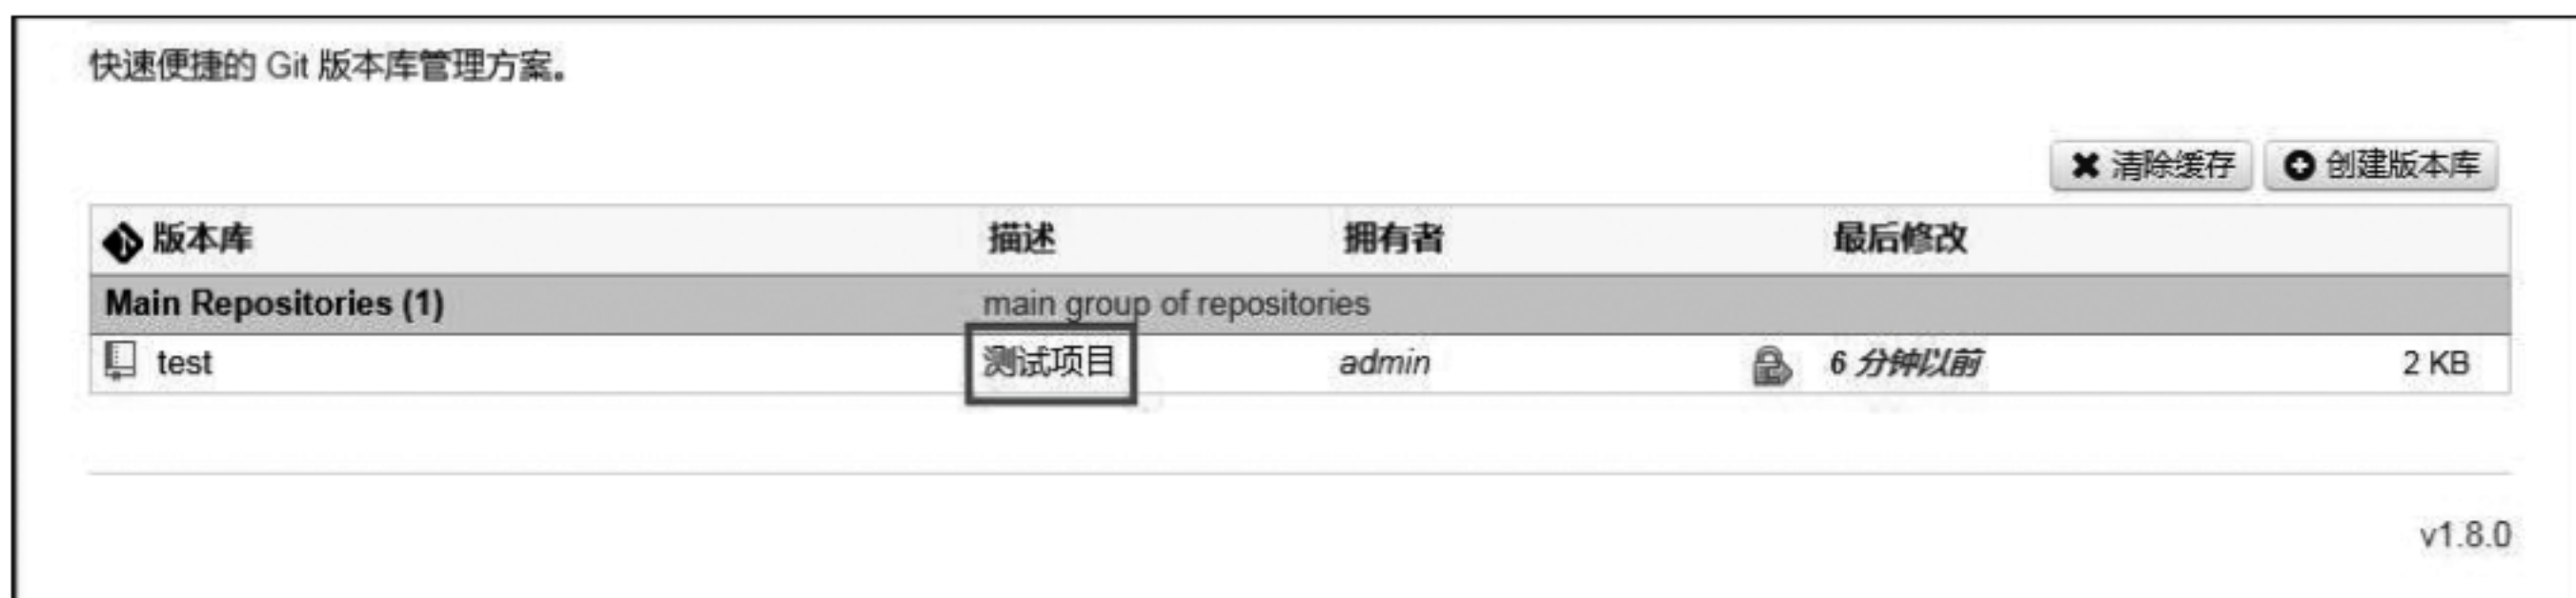 快速便捷的 Git 版本库管理方案。
清除缓存 创建版本库
版本库 描述 拥有者 最后修改
Main Repositories (1) main group of repositories
test 测试项目 admin 6 分钟以前 2 KB
v1.8.0